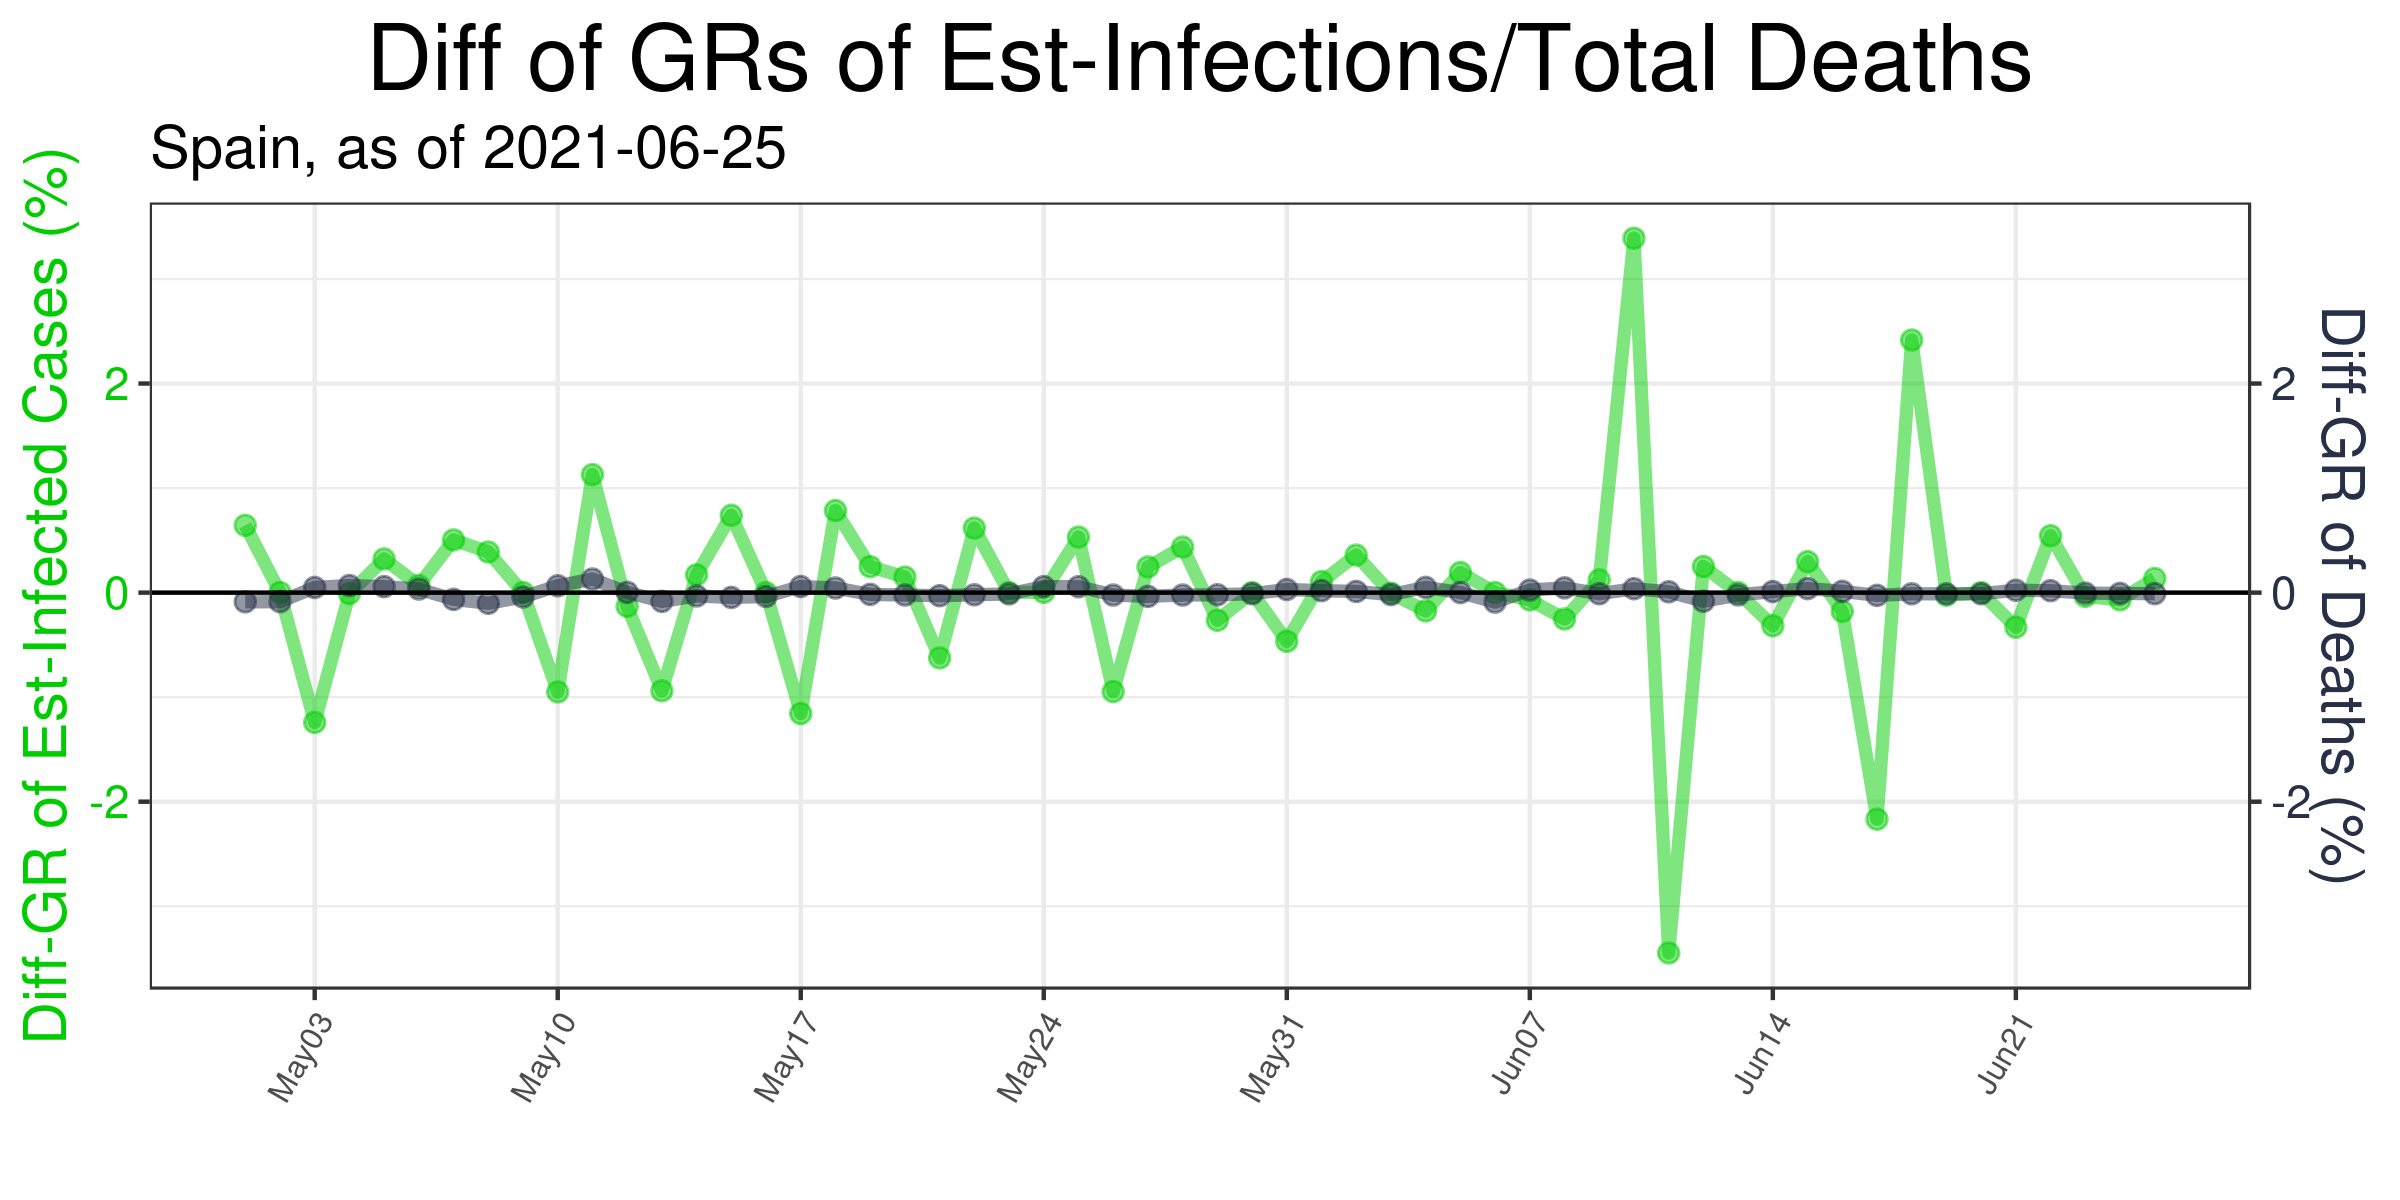 Diff of GRs of Est-Infections/Total Deaths
Spain, as of 2021-06-25
Diff-GR of Est-Infected Cases (%)
2
0
-2
2
0
-2
Diff-GR of Deaths (%)
May03
May10
May17
May24
May31
Jun07
Jun14
Jun21